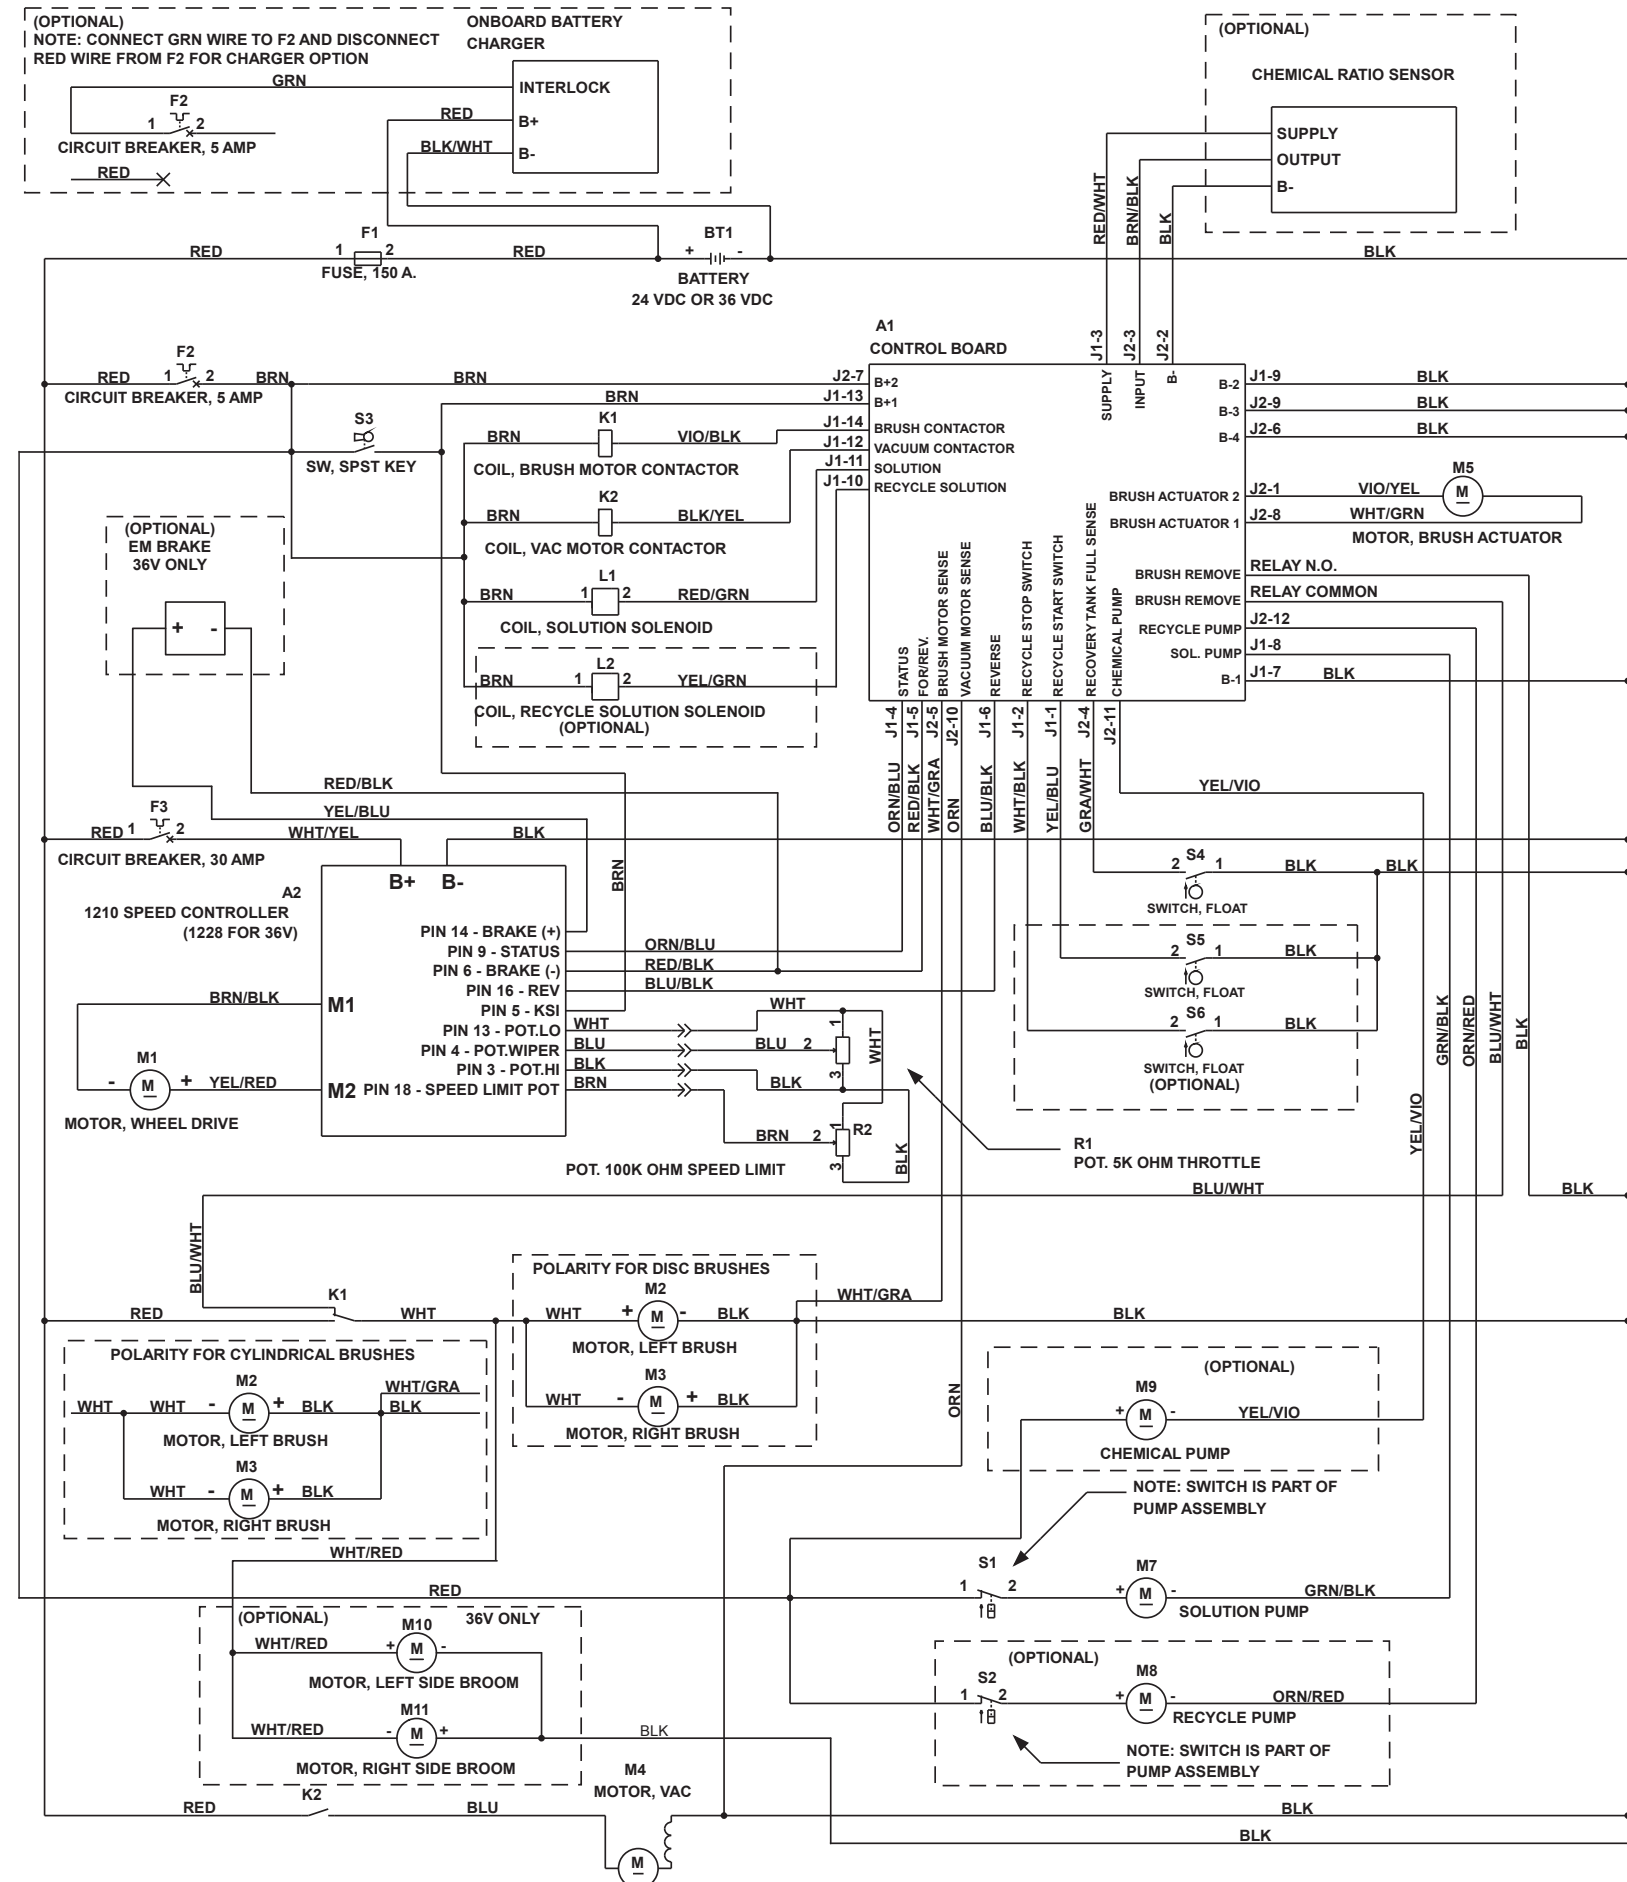 (OPTIONAL)
NOTE: CONNECT GRN WIRE TO F2 AND DISCONNECT
RED WIRE FROM F2 FOR CHARGER OPTION
ONBOARD BATTERY
CHARGER
GRN
INTERLOCK
F2
1 2
CIRCUIT BREAKER, 5 AMP
RED
RED
B+
BLK/WHT
B-
(OPTIONAL)
CHEMICAL RATIO SENSOR
SUPPLY
OUTPUT
B-
RED/WHT
BRN/BLK
BLK
RED
F1
1 2
FUSE, 150 A.
RED
BT1
+ -
BATTERY
24 VDC OR 36 VDC
BLK
A1
CONTROL BOARD
J1-3
J2-3
J2-2
SUPPLY
INPUT
B-
F2
RED 1 2 BRN
CIRCUIT BREAKER, 5 AMP
BRN
J2-7
B+2
BRN
J1-13
B+1
S3
SW, SPST KEY
K1
BRN VIO/BLK
COIL, BRUSH MOTOR CONTACTOR
J1-14
BRUSH CONTACTOR
J1-12
VACUUM CONTACTOR
J1-11
SOLUTION
J1-10
RECYCLE SOLUTION
K2
BRN BLK/YEL
COIL, VAC MOTOR CONTACTOR
L1
BRN 1 2 RED/GRN
COIL, SOLUTION SOLENOID
L2
BRN 1 2 YEL/GRN
COIL, RECYCLE SOLUTION SOLENOID
(OPTIONAL)
B-2 J1-9 BLK
B-3 J2-9 BLK
B-4 J2-6 BLK
M5
M
BRUSH ACTUATOR 2 J2-1 VIO/YEL
BRUSH ACTUATOR 1 J2-8 WHT/GRN
MOTOR, BRUSH ACTUATOR
BRUSH REMOVE RELAY N.O.
BRUSH REMOVE RELAY COMMON
RECYCLE PUMP J2-12
SOL. PUMP J1-8
B-1 J1-7 BLK
STATUS
FOR/REV.
BRUSH MOTOR SENSE
VACUUM MOTOR SENSE
REVERSE
RECYCLE STOP SWITCH
RECYCLE START SWITCH
RECOVERY TANK FULL SENSE
CHEMICAL PUMP
J1-4
J1-5
J2-5
J2-10
J1-6
J1-2
J1-1
J2-4
J2-11
ORN/BLU
RED/BLK
WHT/GRA
ORN
BLU/BLK
WHT/BLK
YEL/BLU
GRA/WHT
YEL/VIO
(OPTIONAL)
EM BRAKE
36V ONLY
+ -
RED/BLK
YEL/BLU
F3
RED 1 2 WHT/YEL
CIRCUIT BREAKER, 30 AMP
BLK
BRN
A2
1210 SPEED CONTROLLER
(1228 FOR 36V)
B+ B-
PIN 14 - BRAKE (+)
PIN 9 - STATUS ORN/BLU
PIN 6 - BRAKE (-) RED/BLK
PIN 16 - REV BLU/BLK
PIN 5 - KSI
PIN 13 - POT.LO WHT
PIN 4 - POT.WIPER BLU
PIN 3 - POT.HI BLK
PIN 18 - SPEED LIMIT POT BRN
M1
M2
BRN/BLK
M1
- M + YEL/RED
MOTOR, WHEEL DRIVE
WHT
1
BLU 2
3
WHT
BLK
1
BRN 2 R2
3
BLK
POT. 100K OHM SPEED LIMIT
R1
POT. 5K OHM THROTTLE
S4
2 1 BLK BLK
SWITCH, FLOAT
S5
2 1 BLK
SWITCH, FLOAT
S6
2 1 BLK
SWITCH, FLOAT
(OPTIONAL)
YEL/VIO
GRN/BLK
ORN/RED
BLU/WHT
BLK
BLU/WHT
BLK
BLU/WHT
K1
RED WHT
POLARITY FOR DISC BRUSHES
M2
WHT + M - BLK
MOTOR, LEFT BRUSH
M3
WHT - M + BLK
MOTOR, RIGHT BRUSH
WHT/GRA
BLK
POLARITY FOR CYLINDRICAL BRUSHES
M2
WHT WHT - M + BLK
WHT/GRA
BLK
MOTOR, LEFT BRUSH
M3
WHT - M + BLK
MOTOR, RIGHT BRUSH
WHT/RED
ORN
(OPTIONAL)
M9
+ M - YEL/VIO
CHEMICAL PUMP
NOTE: SWITCH IS PART OF
PUMP ASSEMBLY
RED
S1
1 2
M7
+ M - GRN/BLK
SOLUTION PUMP
(OPTIONAL) 36V ONLY
M10
WHT/RED + M -
MOTOR, LEFT SIDE BROOM
M11
WHT/RED - M +
MOTOR, RIGHT SIDE BROOM
BLK
(OPTIONAL)
S2
1 2
M8
+ M - ORN/RED
RECYCLE PUMP
NOTE: SWITCH IS PART OF
PUMP ASSEMBLY
K2
RED BLU
M4
MOTOR, VAC
M
BLK
BLK